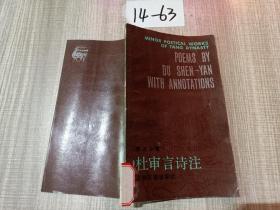 14-63
MINOR POETICAL WORKS
OF TANG DYNASTY
POEMS BY
DU SHEN-YAN
WITH ANNOTATIONS
杜审言诗注